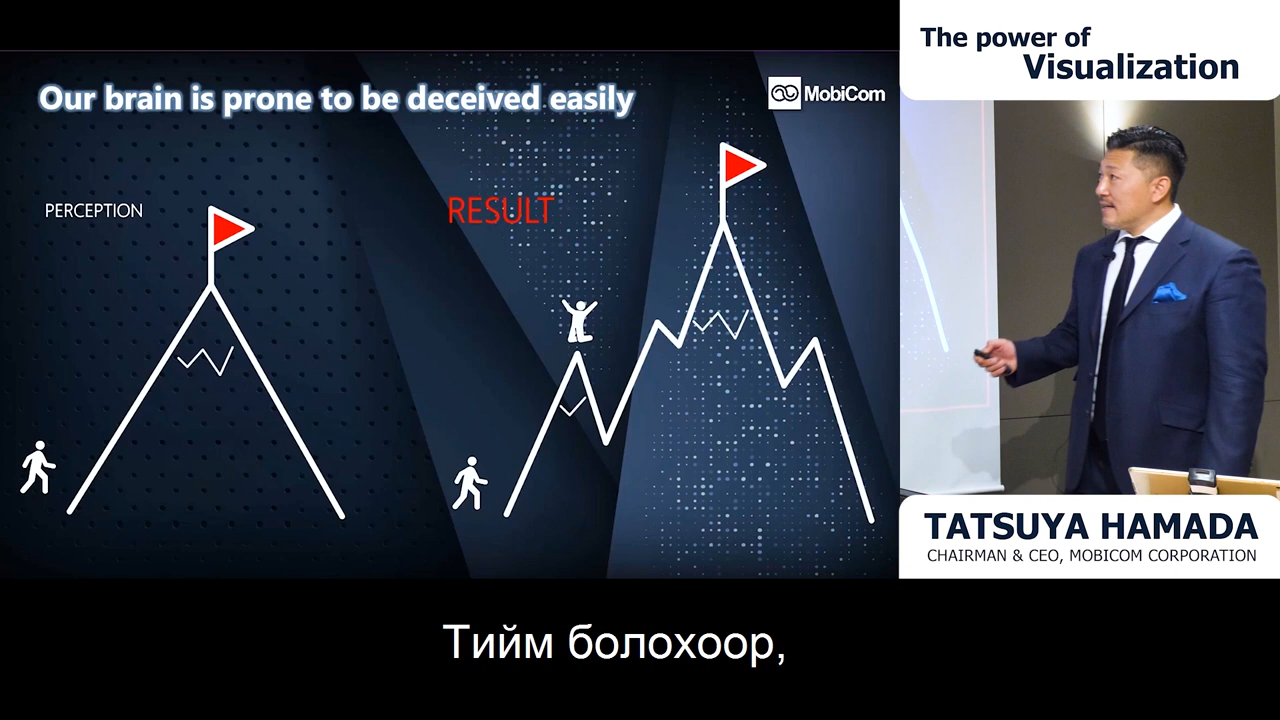 Our brain is prone to be deceived easily
MobiCom
PERCEPTION
RESULT
The power of
Visualization
TATSUYA HAMADA
CHAIRMAN & CEO, MOBICOM CORPORATION
Тийм болохоор,